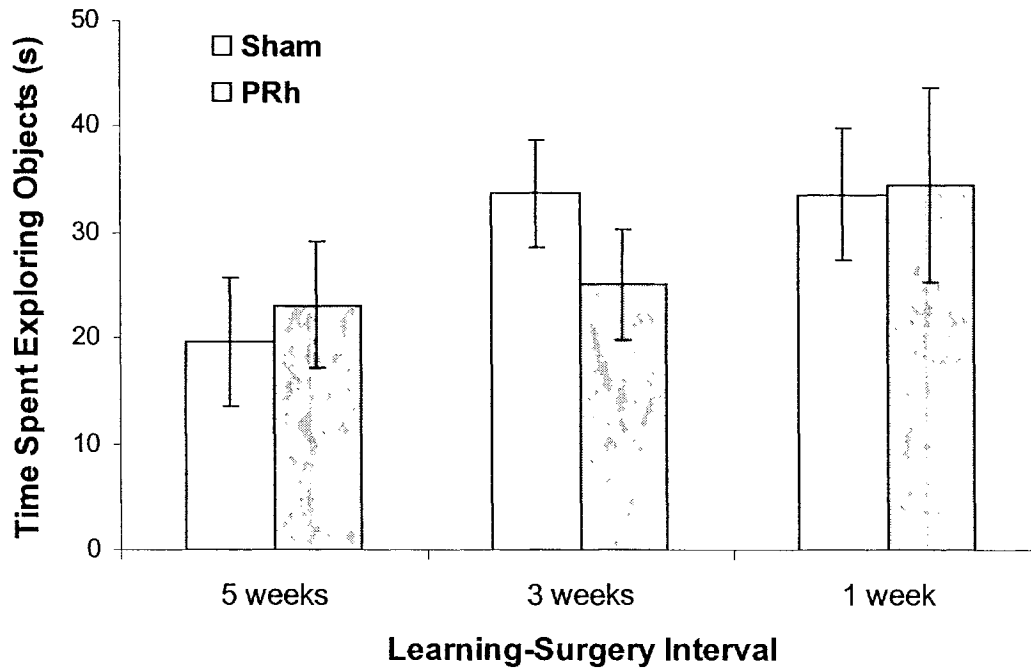 Time Spent Exploring Objects (s)
50
40
30
20
10
0
Sham
PRh
5 weeks
3 weeks
1 week
Learning-Surgery Interval